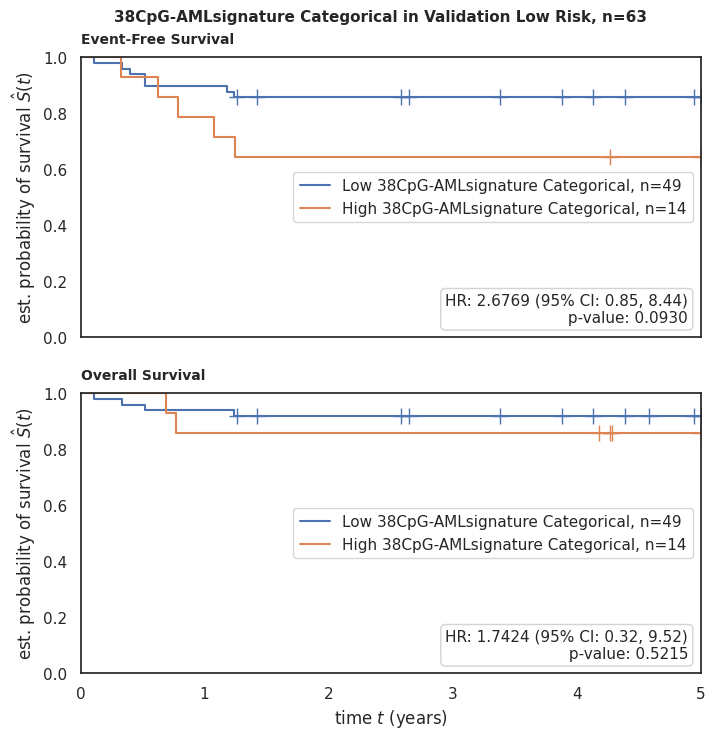 38CpG-AMLsignature Categorical in Validation Low Risk, n=63
Event-Free Survival
est. probability of survival Ŝ(t)
1.0
0.8
0.6
0.4
0.2
0.0
Low 38CpG-AMLsignature Categorical, n=49
High 38CpG-AMLsignature Categorical, n=14
HR: 2.6769 (95% CI: 0.85, 8.44)
p-value: 0.0930
Overall Survival
est. probability of survival Ŝ(t)
1.0
0.8
0.6
0.4
0.2
0.0
Low 38CpG-AMLsignature Categorical, n=49
High 38CpG-AMLsignature Categorical, n=14
HR: 1.7424 (95% CI: 0.32, 9.52)
p-value: 0.5215
0 1 2 3 4 5
time t (years)